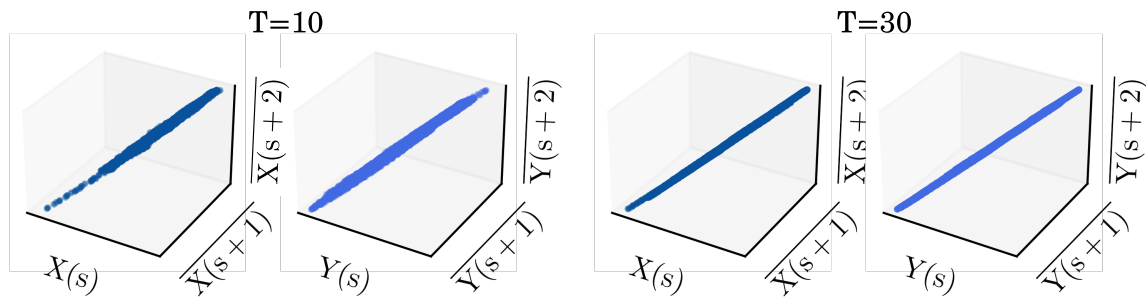 T=10
T=30
X(s)
X(s + 1)
X(s + 2)
Y(s)
Y(s + 1)
Y(s + 2)
X(s)
X(s + 1)
X(s + 2)
Y(s)
Y(s + 1)
Y(s + 2)